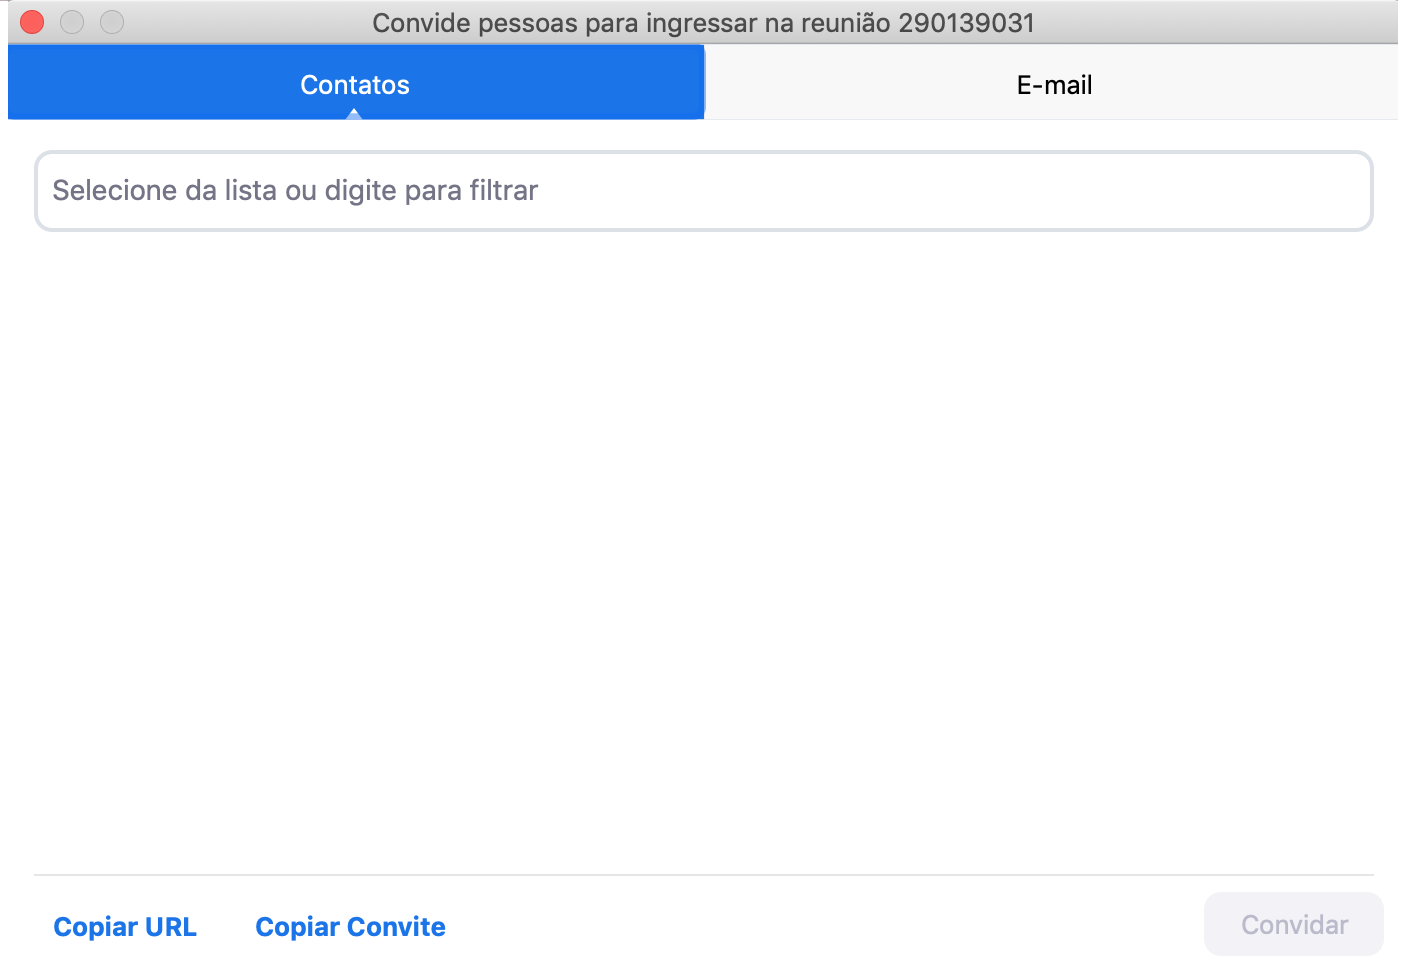 Convide pessoas para ingressar na reunião 290139031
Contatos
E-mail
Selecione da lista ou digite para filtrar
Copiar URL
Copiar Convite
Convidar